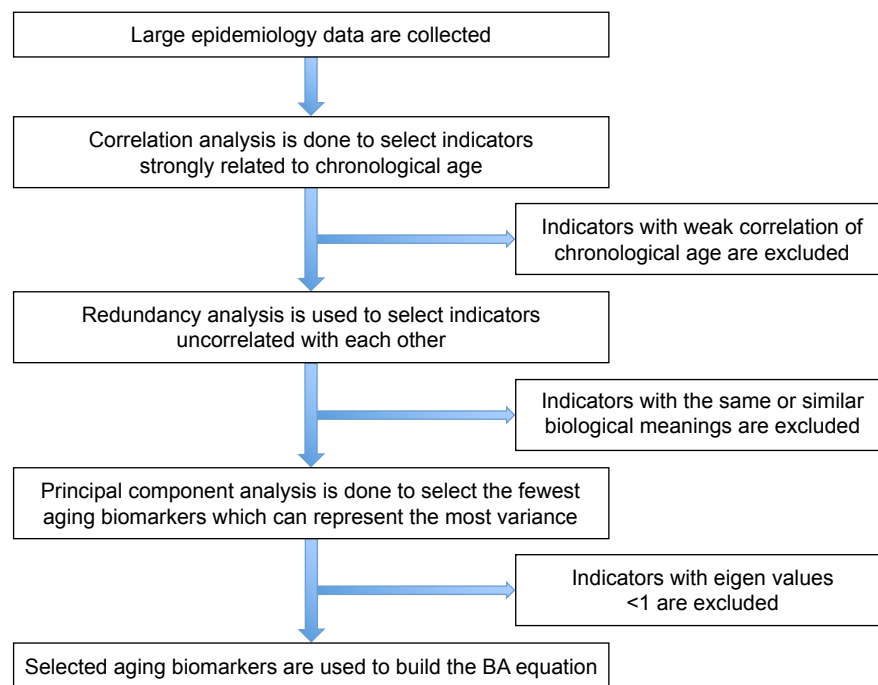 Large epidemiology data are collected
Correlation analysis is done to select indicators
strongly related to chronological age
Indicators with weak correlation of
chronological age are excluded
Redundancy analysis is used to select indicators
uncorrelated with each other
Indicators with the same or similar
biological meanings are excluded
Principal component analysis is done to select the fewest
aging biomarkers which can represent the most variance
Indicators with eigen values
<1 are excluded
Selected aging biomarkers are used to build the BA equation